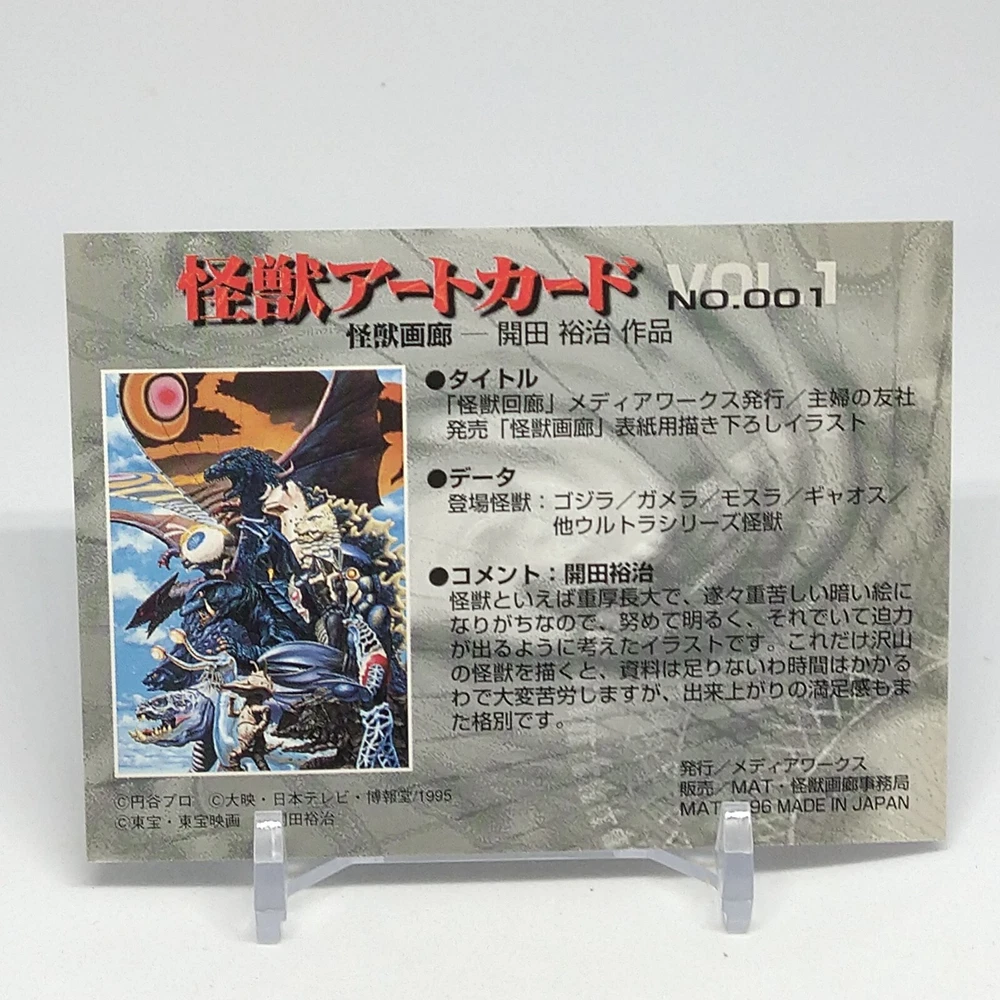 怪獣アートカード
VOL.1
NO.001
怪獣画廊 ― 開田 裕治 作品
●タイトル
「怪獣回廊」メディアワークス発行／主婦の友社
発売「怪獣画廊」表紙用描き下ろしイラスト
●データ
登場怪獣：ゴジラ／ガメラ／モスラ／ギャオス／
他ウルトラシリーズ怪獣
●コメント：開田裕治
怪獣といえば重厚長大で、遂々重苦しい暗い絵に
なりがちなので、努めて明るく、それでいて迫力
が出るように考えたイラストです。これだけ沢山
の怪獣を描くと、資料は足りないわ時間はかかる
わで大変苦労しますが、出来上がりの満足感もま
た格別です。
発行／メディアワークス
販売／MAT・怪獣画廊事務局
MAT 96 MADE IN JAPAN
©円谷プロ ©大映・日本テレビ・博報堂/1995
©東宝・東宝映画 開田裕治